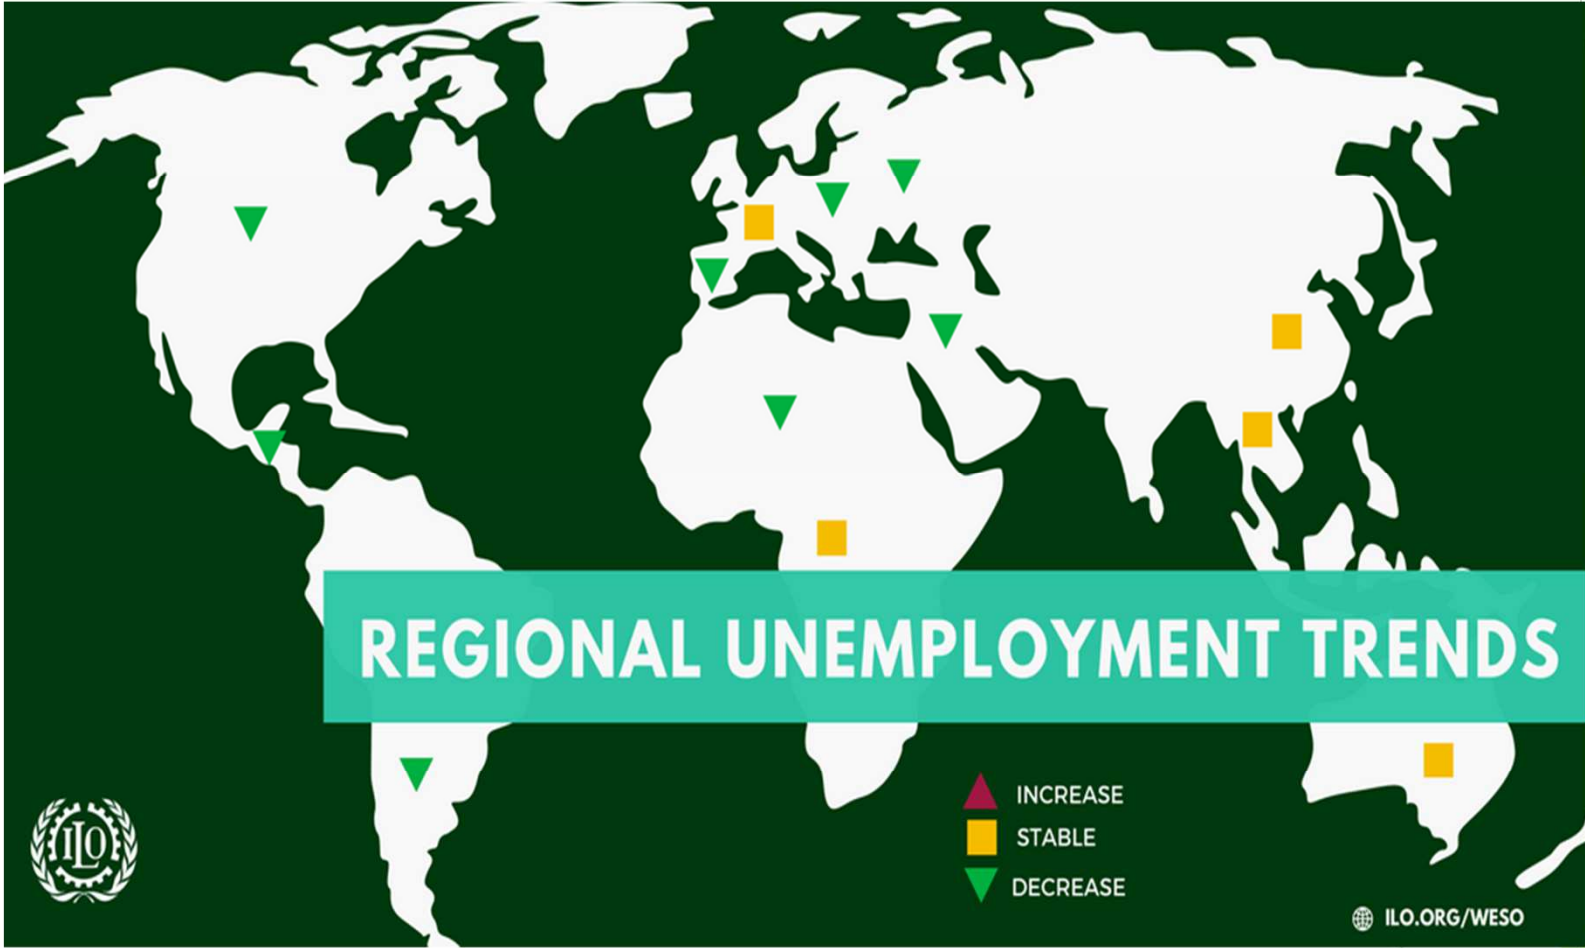 REGIONAL UNEMPLOYMENT TRENDS
INCREASE
STABLE
DECREASE
ILO
ILO.ORG/WESO